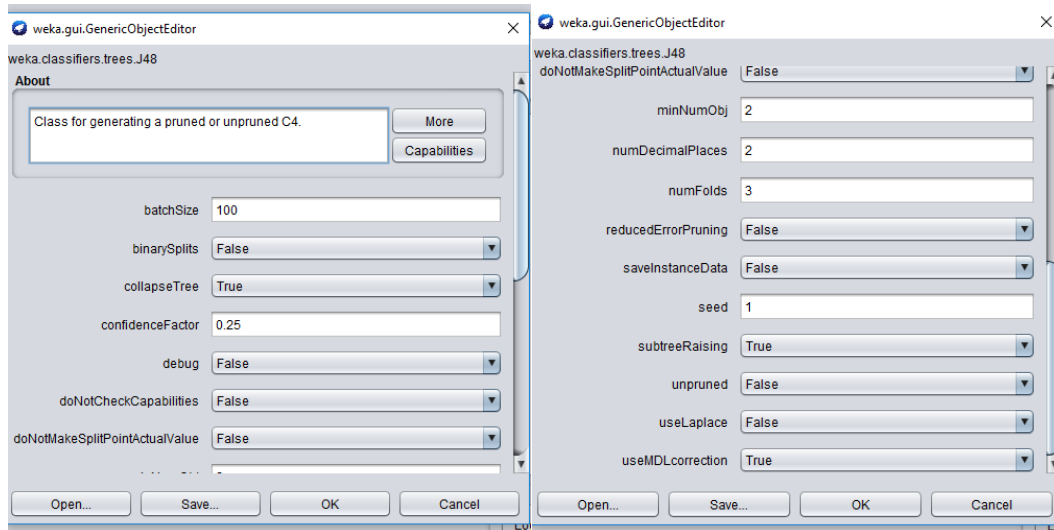 weka.gui.GenericObjectEditor
weka.classifiers.trees.J48
About
Class for generating a pruned or unpruned C4.
More
Capabilities
batchSize 100
binarySplits False
collapseTree True
confidenceFactor 0.25
debug False
doNotCheckCapabilities False
doNotMakeSplitPointActualValue False
Open... Save... OK Cancel
weka.gui.GenericObjectEditor
weka.classifiers.trees.J48
doNotMakeSplitPointActualValue False
minNumObj 2
numDecimalPlaces 2
numFolds 3
reducedErrorPruning False
saveInstanceData False
seed 1
subtreeRaising True
unpruned False
useLaplace False
useMDLcorrection True
Open... Save... OK Cancel